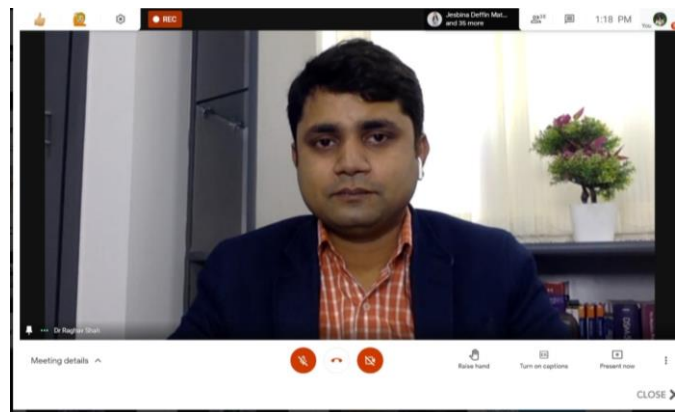 REC
Jesbina Deffin Mat...
and 35 more
1:18 PM
You
Dr Raghav Shah
Meeting details
Raise hand
Turn on captions
Present now
CLOSE